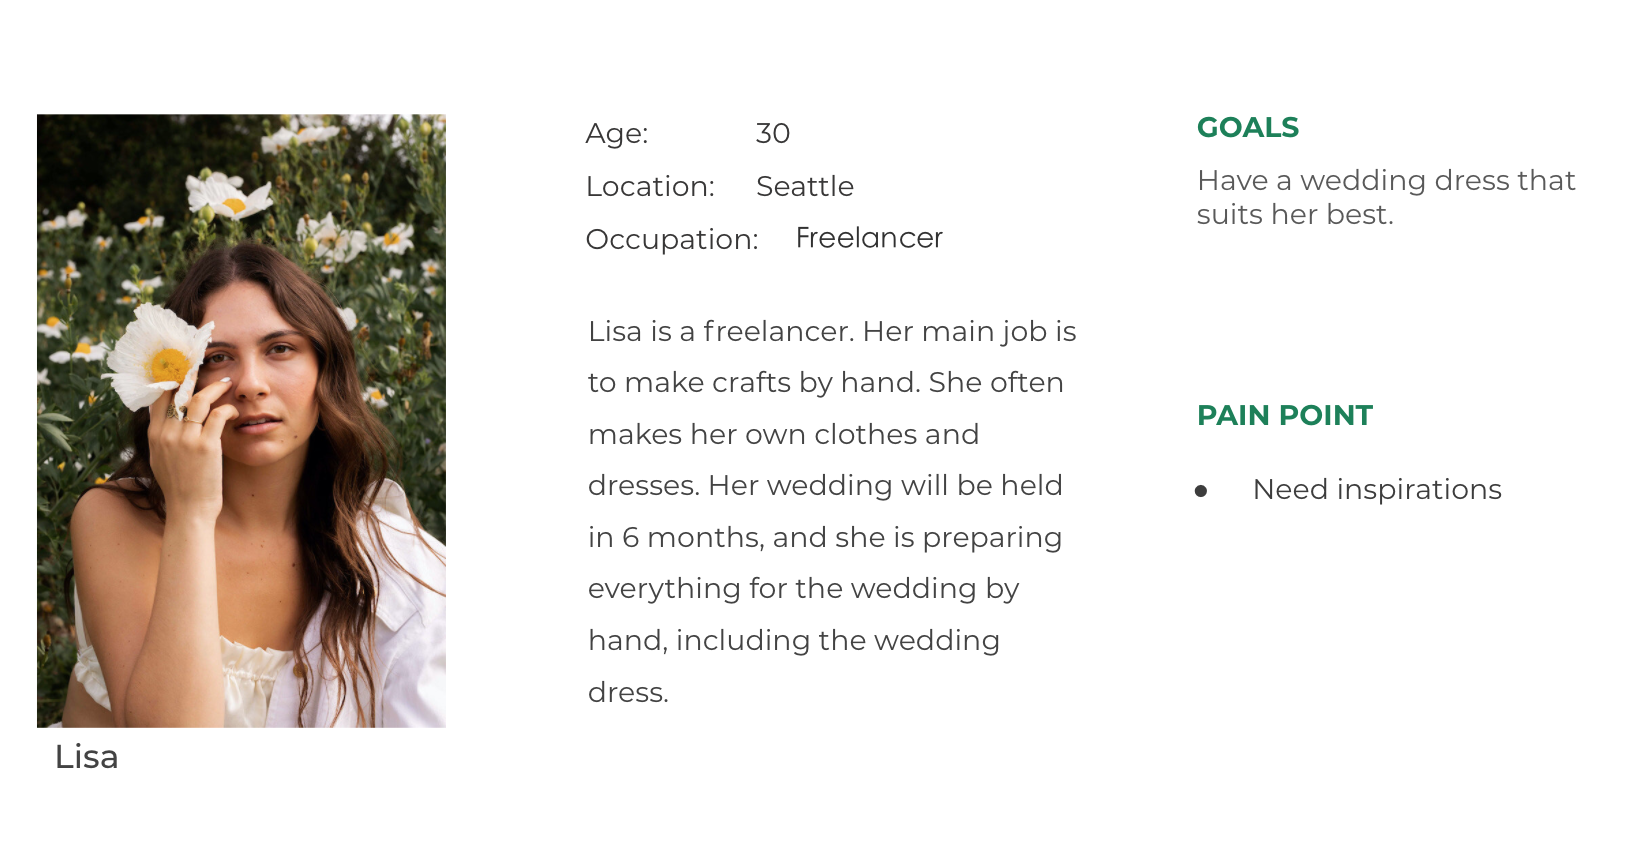 Age: 30
Location: Seattle
Occupation: Freelancer
Lisa is a freelancer. Her main job is
to make crafts by hand. She often
makes her own clothes and
dresses. Her wedding will be held
in 6 months, and she is preparing
everything for the wedding by
hand, including the wedding
dress.
GOALS
Have a wedding dress that
suits her best.
PAIN POINT
● Need inspirations
Lisa